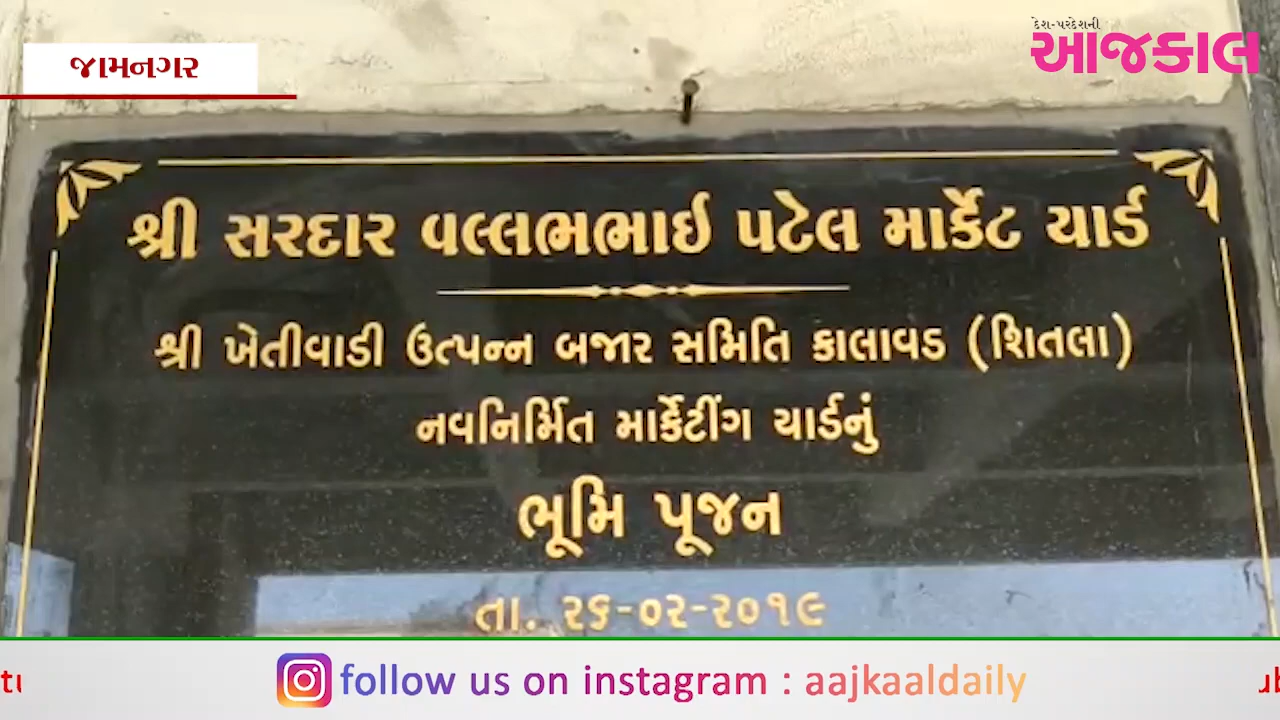 દેશ-પરદેશની
આજકાલ
જામનગર
શ્રી સરદાર વલ્લભભાઇ પટેલ માર્કેટ યાર્ડ
શ્રી ખેતીવાડી ઉત્પન્ન બજાર સમિતિ કાલાવડ (શિતલા)
નવનિર્મિત માર્કેટીંગ યાર્ડનું
ભૂમિ પૂજન
તા. ૨૬-૦૨-૨૦૧૯
follow us on instagram : aajkaaldaily